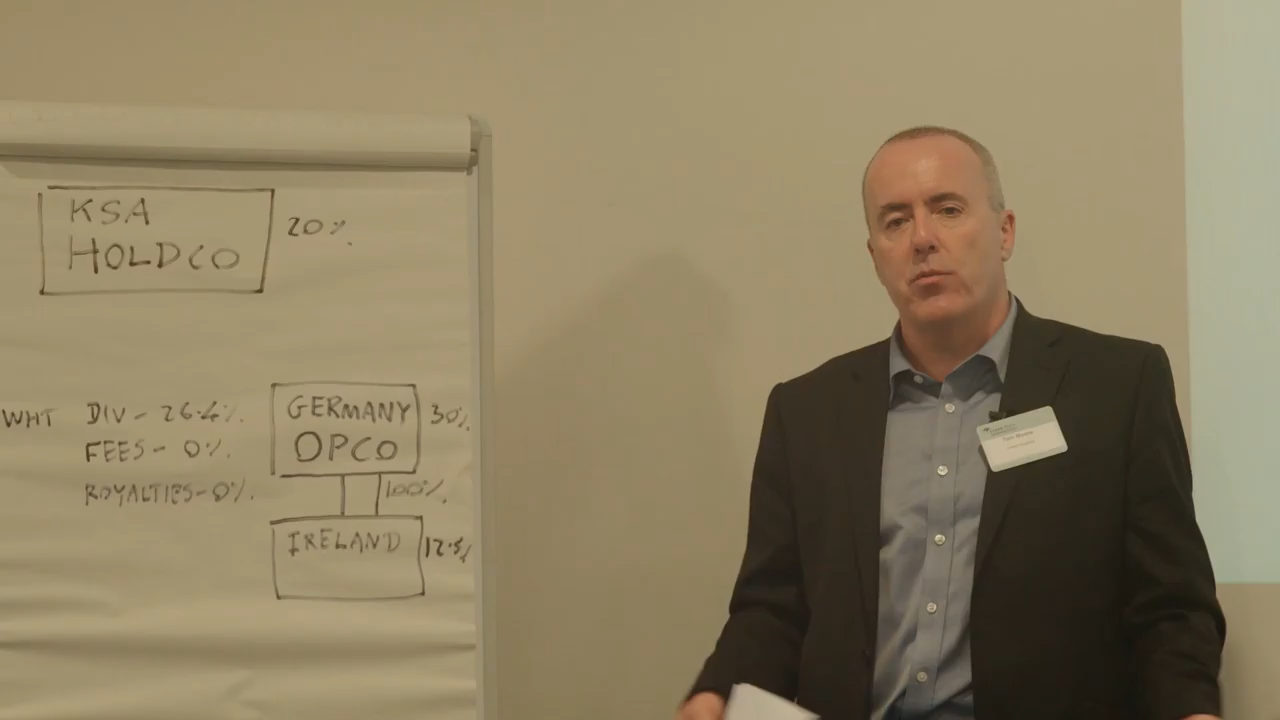 KSA
HOLDCO
20%.
WHT DIV - 26.4%.
FEES - 0%.
ROYALTIES - 0%.
GERMANY
OPCO
30%.
100%.
IRELAND
12.5%